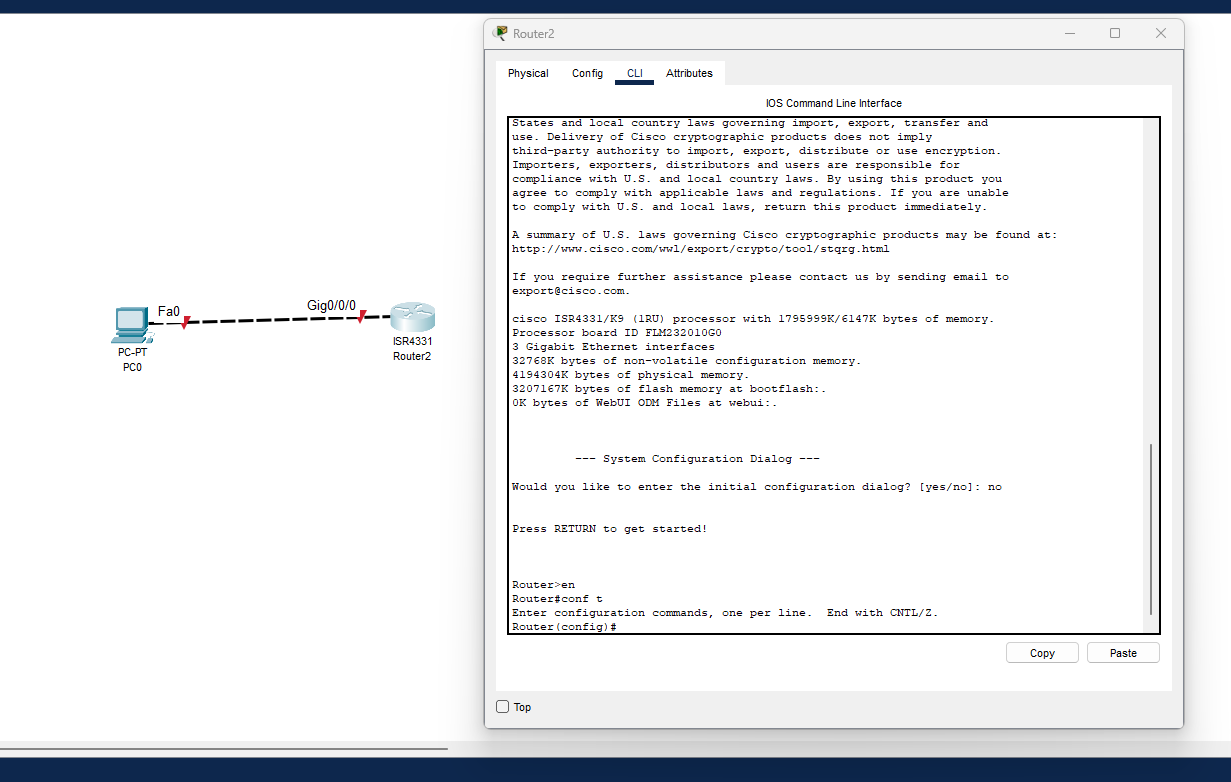 Router2
Physical Config CLI Attributes
IOS Command Line Interface
States and local country laws governing import, export, transfer and
use. Delivery of Cisco cryptographic products does not imply
third-party authority to import, export, distribute or use encryption.
Importers, exporters, distributors and users are responsible for
compliance with U.S. and local country laws. By using this product you
agree to comply with applicable laws and regulations. If you are unable
to comply with U.S. and local laws, return this product immediately.
A summary of U.S. laws governing Cisco cryptographic products may be found at:
http://www.cisco.com/wwl/export/crypto/tool/stqrg.html
If you require further assistance please contact us by sending email to
export@cisco.com.
cisco ISR4331/K9 (1RU) processor with 1795999K/6147K bytes of memory.
Processor board ID FLM232010G0
3 Gigabit Ethernet interfaces
32768K bytes of non-volatile configuration memory.
4194304K bytes of physical memory.
3207167K bytes of flash memory at bootflash:.
0K bytes of WebUI ODM Files at webui:.
--- System Configuration Dialog ---
Would you like to enter the initial configuration dialog? [yes/no]: no
Press RETURN to get started!
Router>en
Router#conf t
Enter configuration commands, one per line.  End with CNTL/Z.
Router(config)#
Copy Paste
Top
Fa0
Gig0/0/0
PC-PT
PC0
ISR4331
Router2